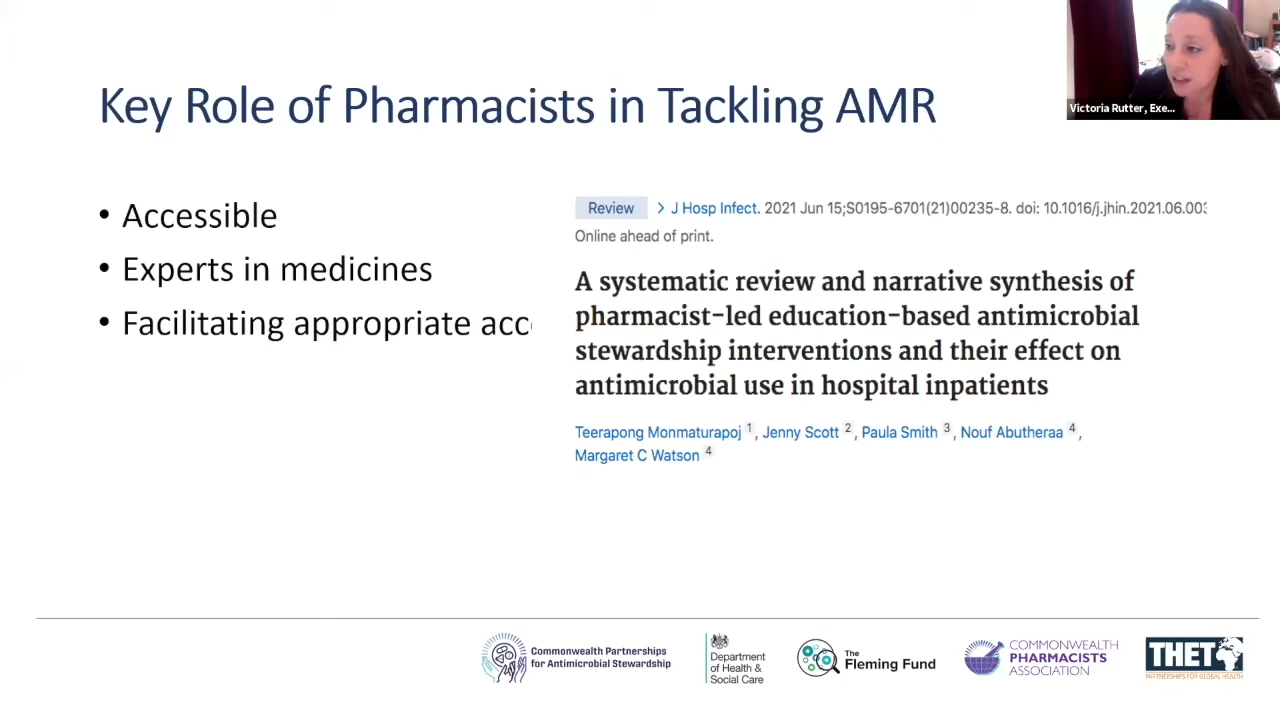 Key Role of Pharmacists in Tackling AMR
Victoria Rutter, Exe...
• Accessible
• Experts in medicines
• Facilitating appropriate acc
Review > J Hosp Infect. 2021 Jun 15;S0195-6701(21)00235-8. doi: 10.1016/j.jhin.2021.06.003
Online ahead of print.
A systematic review and narrative synthesis of
pharmacist-led education-based antimicrobial
stewardship interventions and their effect on
antimicrobial use in hospital inpatients
Teerapong Monmaturapoj 1, Jenny Scott 2, Paula Smith 3, Nouf Abutheraa 4,
Margaret C Watson 4
Commonwealth Partnerships
for Antimicrobial Stewardship
Department
of Health &
Social Care
The
Fleming Fund
COMMONWEALTH
PHARMACISTS
ASSOCIATION
THET
PARTNERSHIPS FOR GLOBAL HEALTH